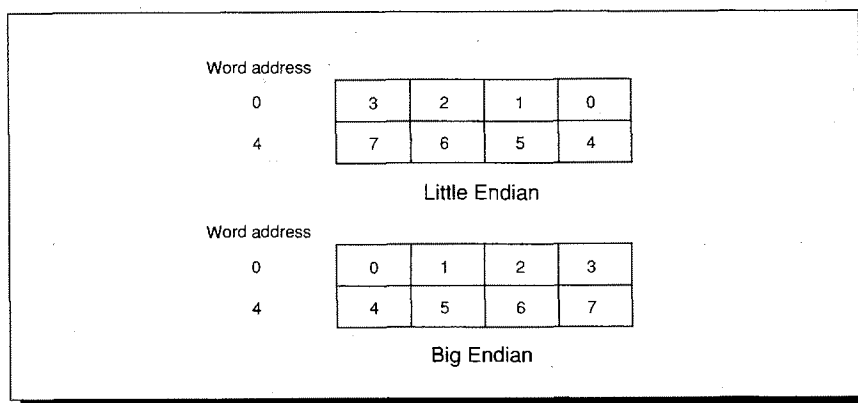 Word address
0 3 2 1 0
4 7 6 5 4
Little Endian
Word address
0 0 1 2 3
4 4 5 6 7
Big Endian